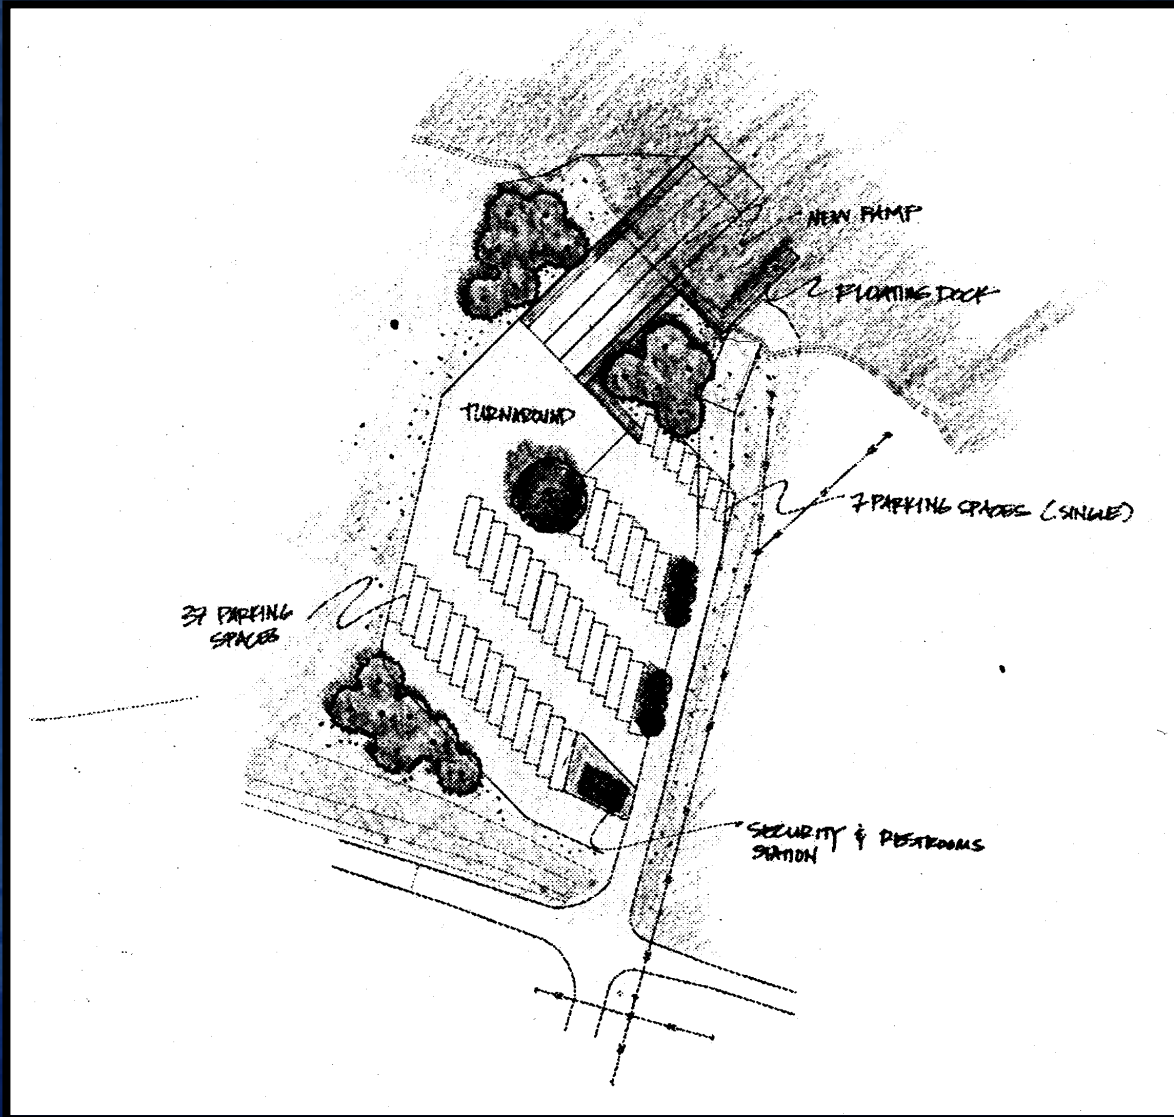 NEW RAMP
FLOATING DOCK
TURNAROUND
7 PARKING SPACES (SINGLE)
37 PARKING
SPACES
SECURITY & RESTROOMS
STATION